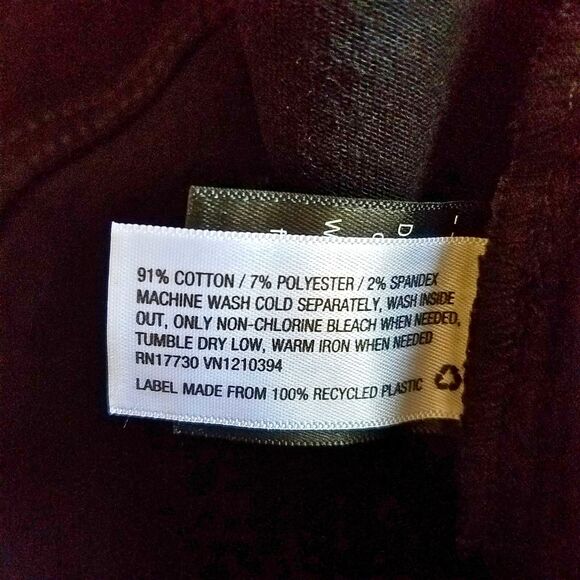 91% COTTON / 7% POLYESTER / 2% SPANDEX
MACHINE WASH COLD SEPARATELY, WASH INSIDE
OUT, ONLY NON-CHLORINE BLEACH WHEN NEEDED,
TUMBLE DRY LOW, WARM IRON WHEN NEEDED
RN17730 VN1210394
LABEL MADE FROM 100% RECYCLED PLASTIC